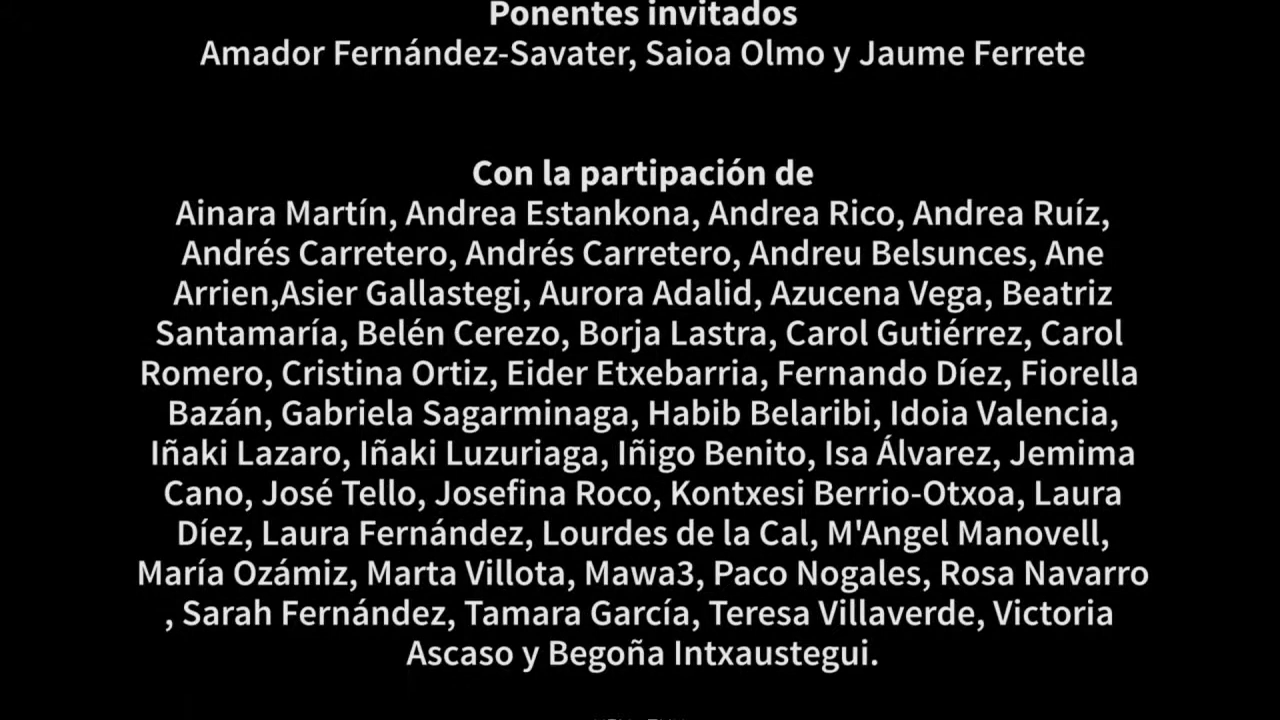 Ponentes invitados
Amador Fernández-Savater, Saioa Olmo y Jaume Ferrete
Con la partipación de
Ainara Martín, Andrea Estankona, Andrea Rico, Andrea Ruíz,
Andrés Carretero, Andrés Carretero, Andreu Belsunces, Ane
Arrien,Asier Gallastegi, Aurora Adalid, Azucena Vega, Beatriz
Santamaría, Belén Cerezo, Borja Lastra, Carol Gutiérrez, Carol
Romero, Cristina Ortiz, Eider Etxebarria, Fernando Díez, Fiorella
Bazán, Gabriela Sagarminaga, Habib Belaribi, Idoia Valencia,
Iñaki Lazaro, Iñaki Luzuriaga, Iñigo Benito, Isa Álvarez, Jemima
Cano, José Tello, Josefina Roco, Kontxesi Berrio-Otxoa, Laura
Díez, Laura Fernández, Lourdes de la Cal, M'Angel Manovell,
María Ozámiz, Marta Villota, Mawa3, Paco Nogales, Rosa Navarro
, Sarah Fernández, Tamara García, Teresa Villaverde, Victoria
Ascaso y Begoña Intxaustegui.